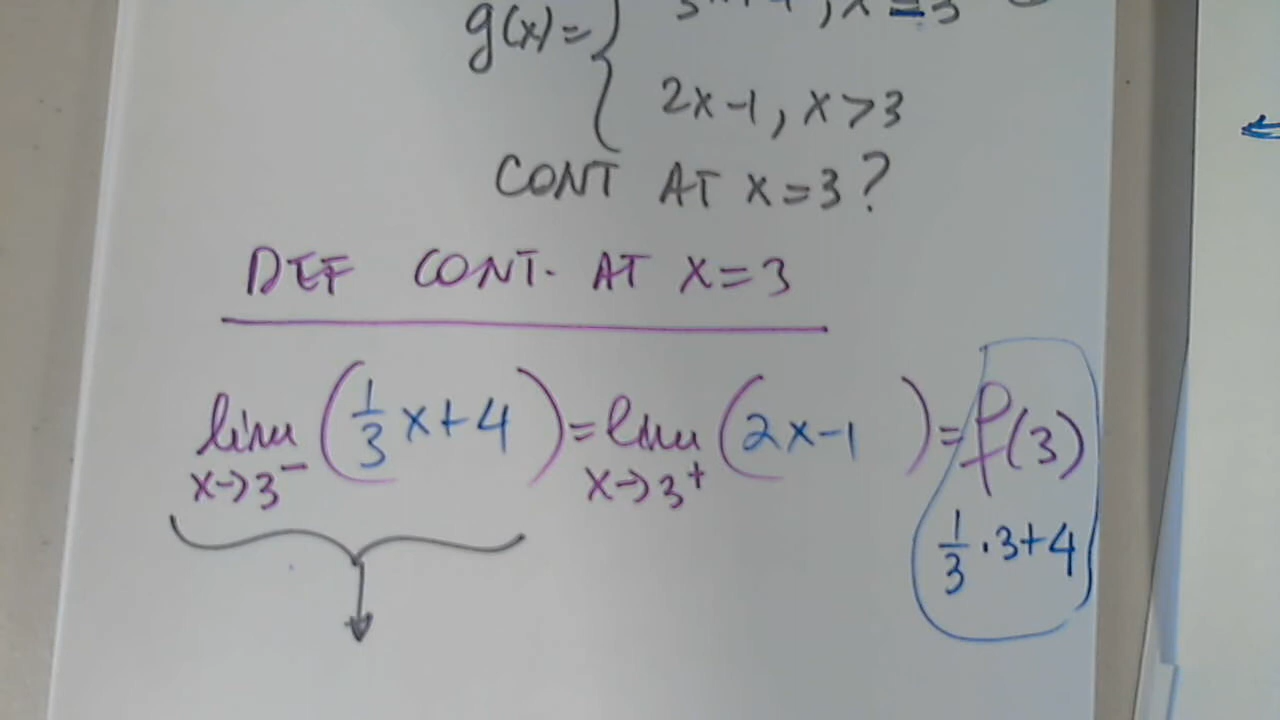 g(x)= { , x≤3
2x-1, x>3
CONT AT x=3?
DEF CONT. AT x=3
lim x→3⁻ (1/3 x+4) = lim x→3⁺ (2x-1) = f(3)
1/3 ·3+4